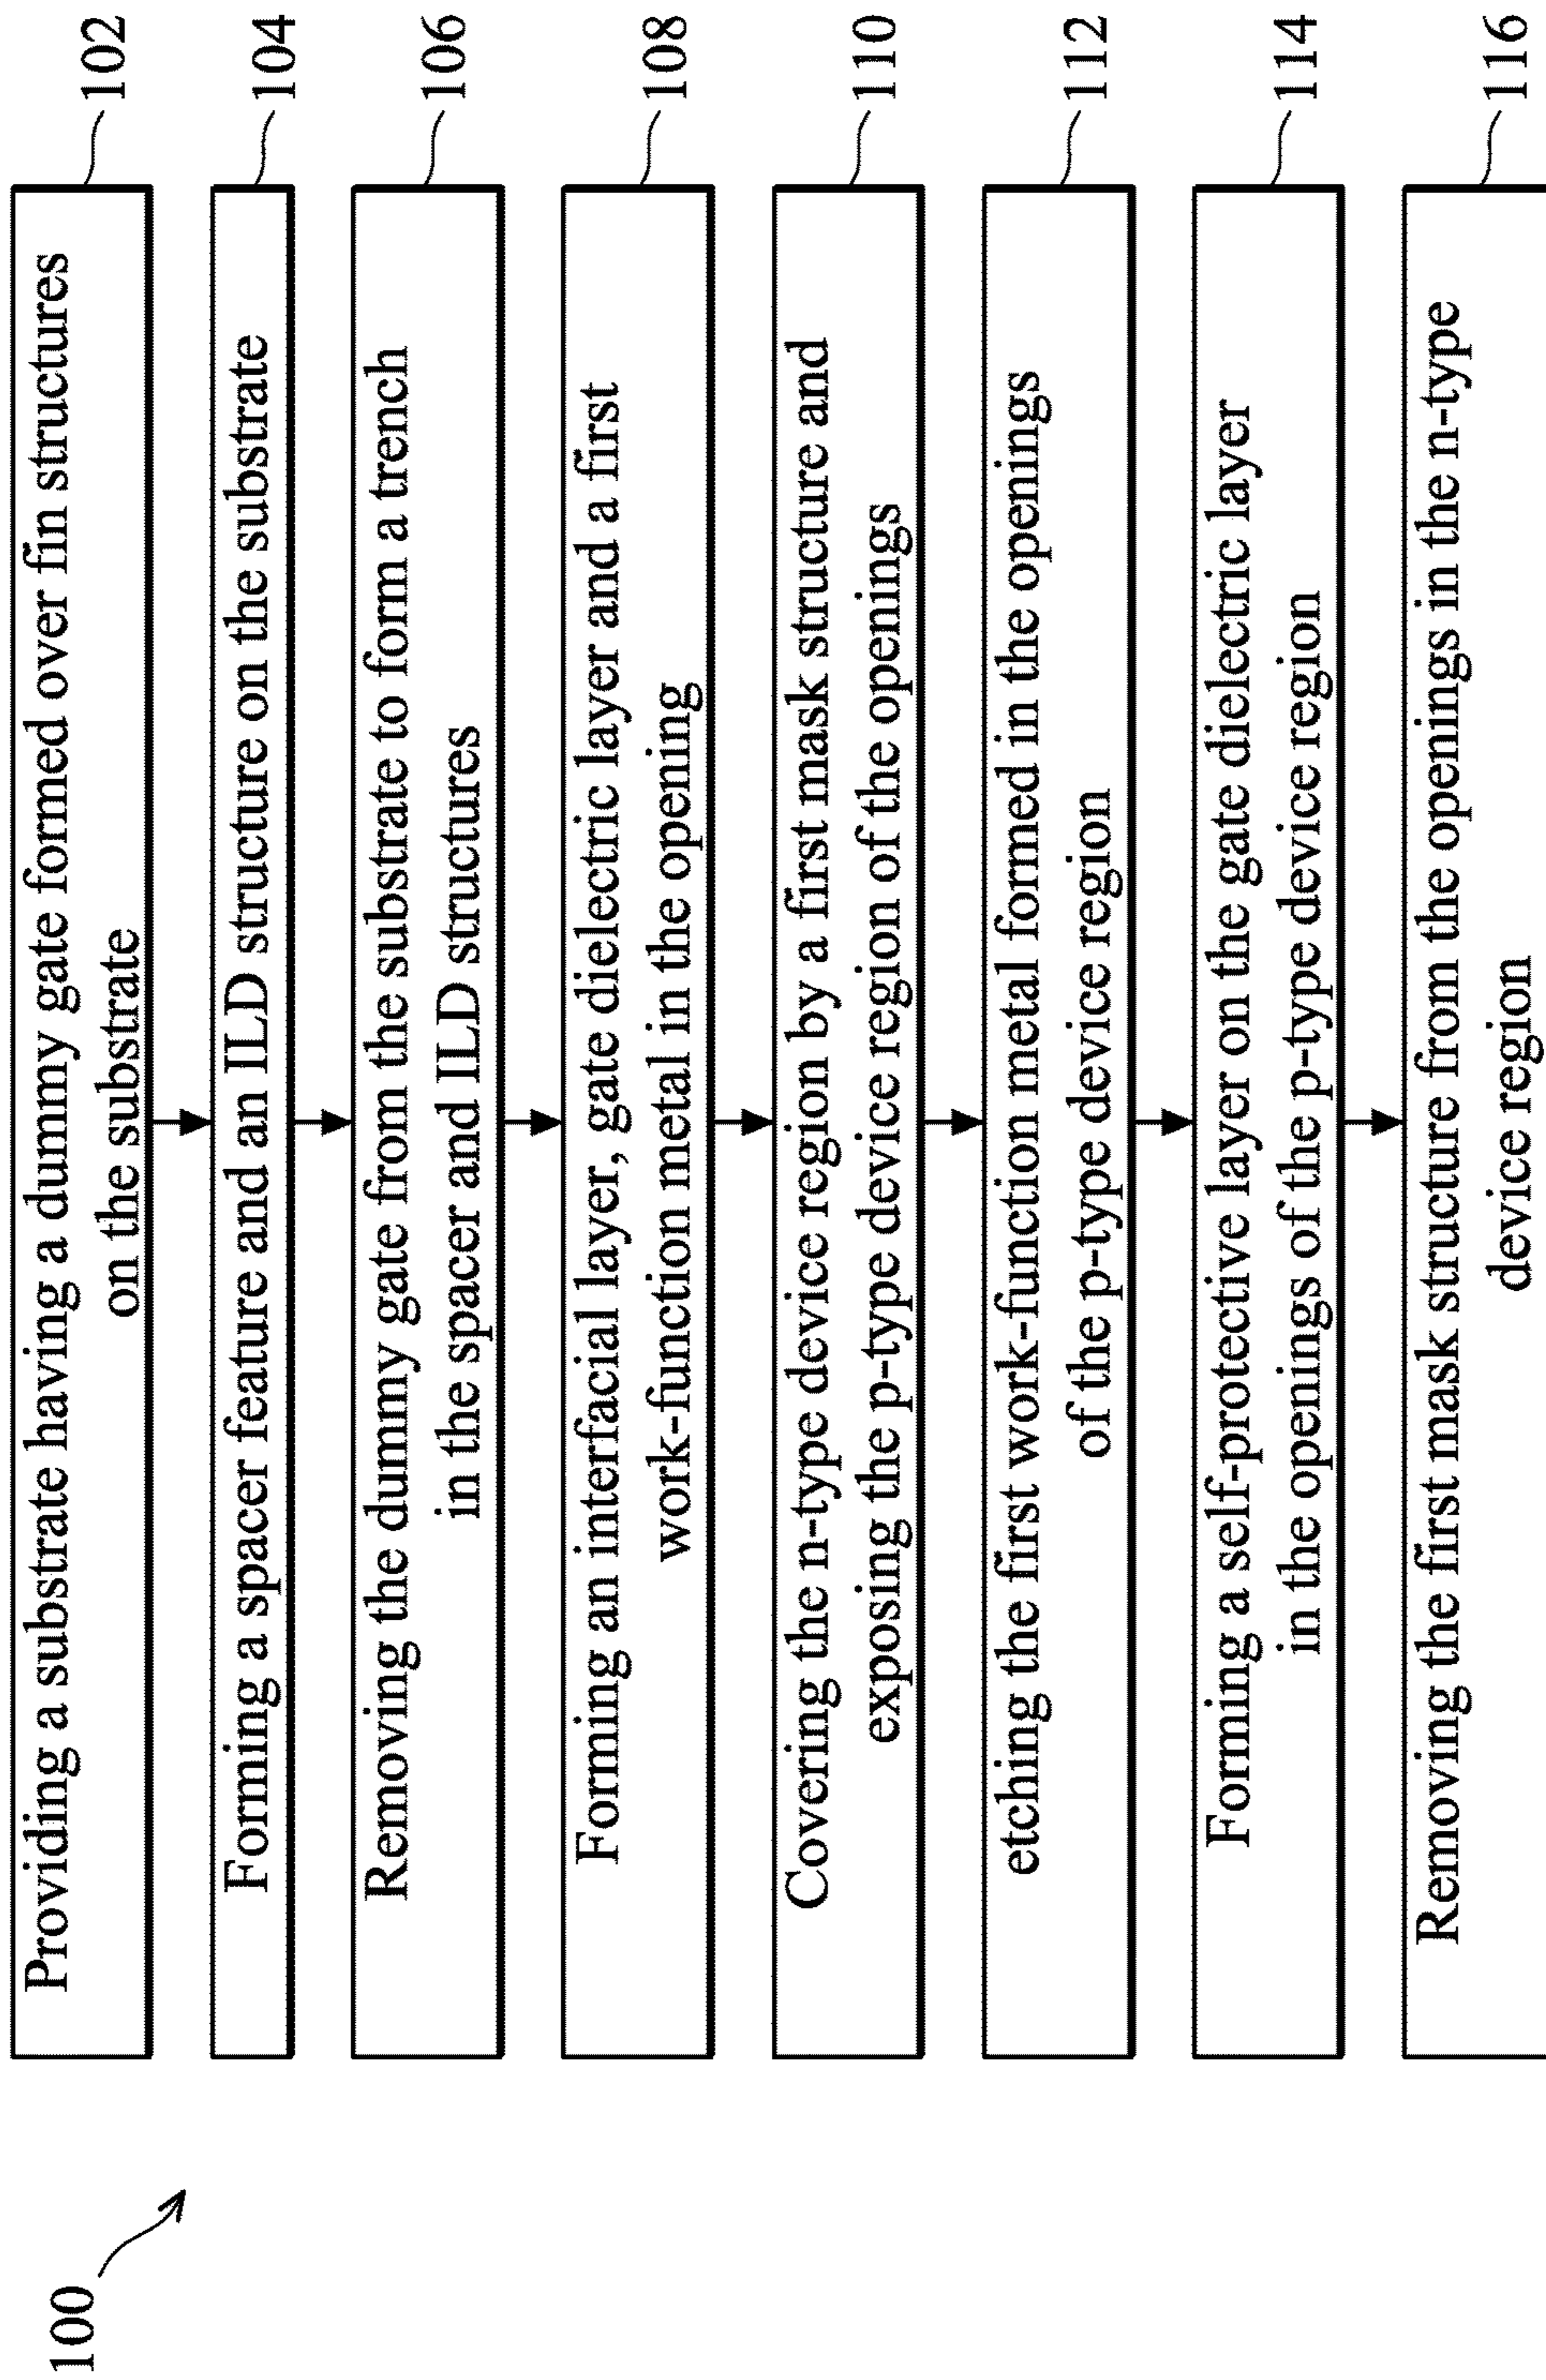 100
Providing a substrate having a dummy gate formed over fin structures
on the substrate
102
Forming a spacer feature and an ILD structure on the substrate
104
Removing the dummy gate from the substrate to form a trench
in the spacer and ILD structures
106
Forming an interfacial layer, gate dielectric layer and a first
work-function metal in the opening
108
Covering the n-type device region by a first mask structure and
exposing the p-type device region of the openings
110
etching the first work-function metal formed in the openings
of the p-type device region
112
Forming a self-protective layer on the gate dielectric layer
in the openings of the p-type device region
114
Removing the first mask structure from the openings in the n-type
device region
116